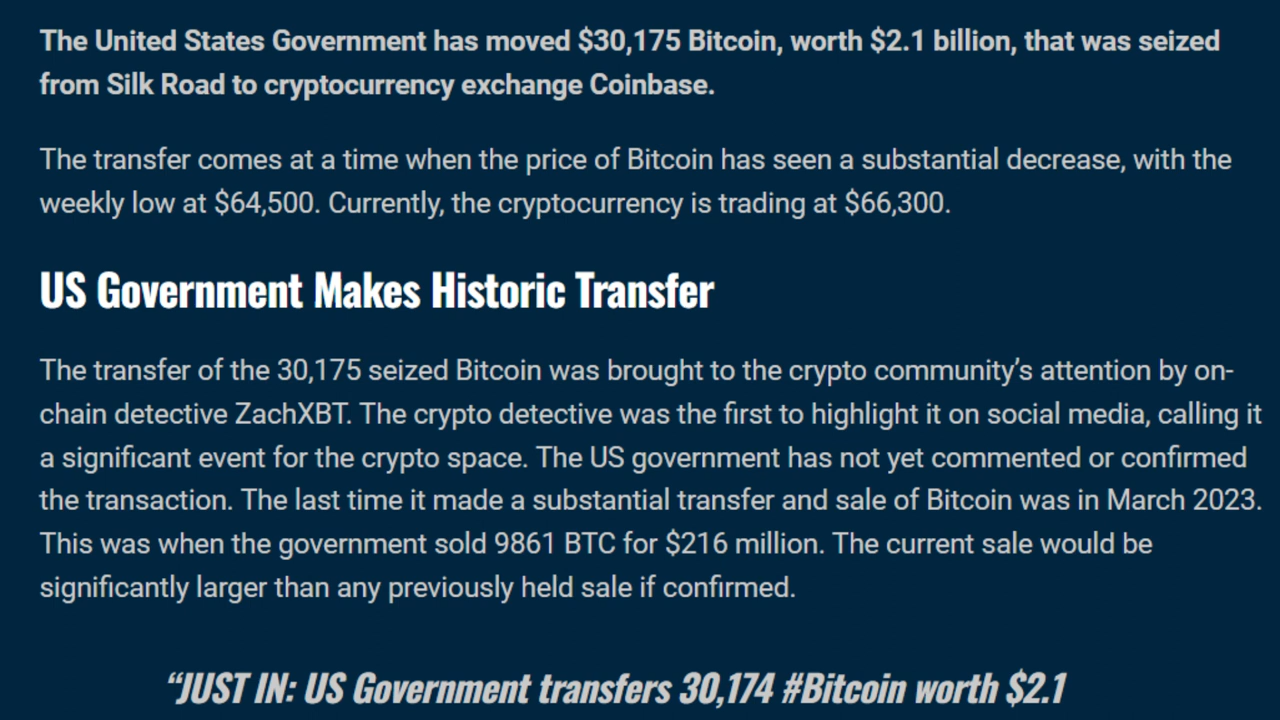 The United States Government has moved $30,175 Bitcoin, worth $2.1 billion, that was seized
from Silk Road to cryptocurrency exchange Coinbase.
The transfer comes at a time when the price of Bitcoin has seen a substantial decrease, with the
weekly low at $64,500. Currently, the cryptocurrency is trading at $66,300.
US Government Makes Historic Transfer
The transfer of the 30,175 seized Bitcoin was brought to the crypto community’s attention by on-
chain detective ZachXBT. The crypto detective was the first to highlight it on social media, calling it
a significant event for the crypto space. The US government has not yet commented or confirmed
the transaction. The last time it made a substantial transfer and sale of Bitcoin was in March 2023.
This was when the government sold 9861 BTC for $216 million. The current sale would be
significantly larger than any previously held sale if confirmed.
“JUST IN: US Government transfers 30,174 #Bitcoin worth $2.1